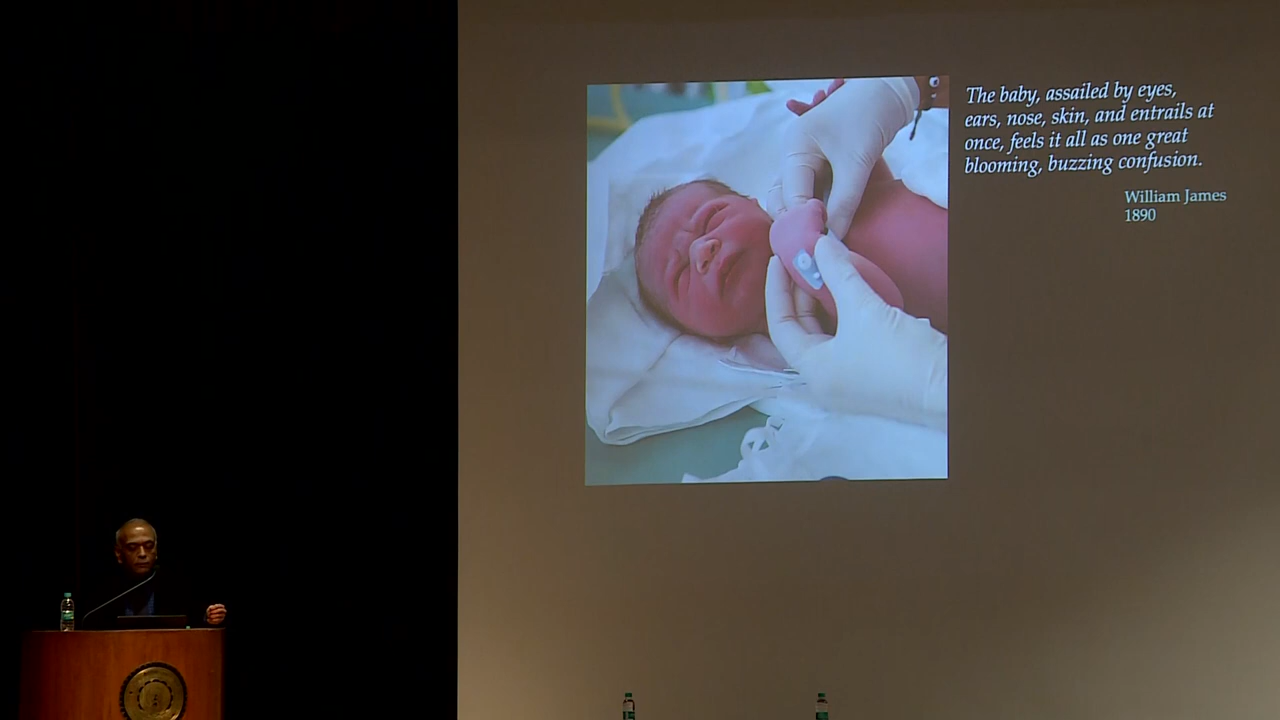 The baby, assailed by eyes,
ears, nose, skin, and entrails at
once, feels it all as one great
blooming, buzzing confusion.
William James
1890